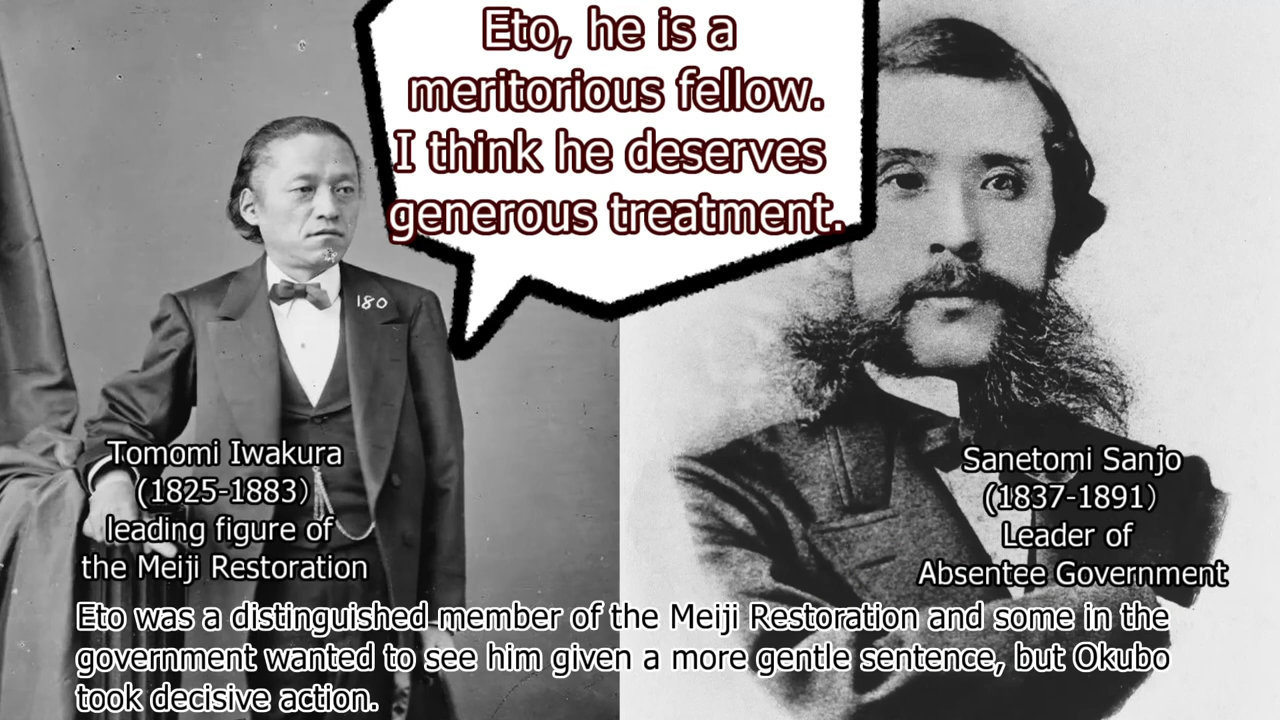 Eto, he is a
meritorious fellow.
I think he deserves
generous treatment.
180
Tomomi Iwakura
(1825-1883)
leading figure of
the Meiji Restoration
Sanetomi Sanjo
(1837-1891)
Leader of
Absentee Government
Eto was a distinguished member of the Meiji Restoration and some in the
government wanted to see him given a more gentle sentence, but Okubo
took decisive action.